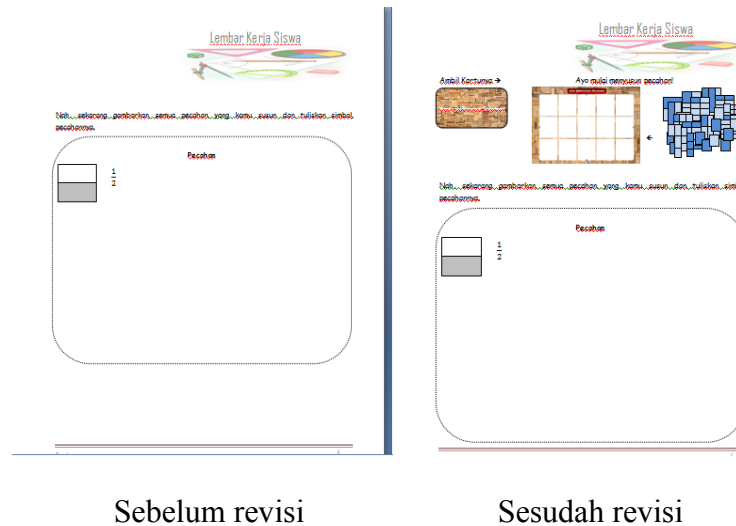 Lembar Kerja Siswa
Nah, sekarang gambarkan semua pecahan yang kamu susun dan tuliskan simbol
pecahannya.
Pecahan
1
2
Lembar Kerja Siswa
Ambil Kartunya →
Ayo mulai menyusun pecahan!
←
Nah, sekarang gambarkan semua pecahan yang kamu susun dan tuliskan sim
pecahannya.
Pecahan
1
2
Sebelum revisi
Sesudah revisi